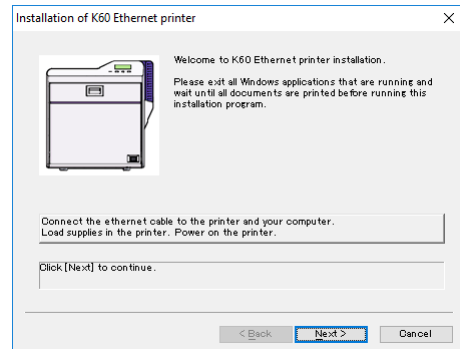 Installation of K60 Ethernet printer
Welcome to K60 Ethernet printer installation.
Please exit all Windows applications that are running and
wait until all documents are printed before running this
installation program.
Connect the ethernet cable to the printer and your computer.
Load supplies in the printer. Power on the printer.
Click [Next] to continue.
< Back
Next >
Cancel